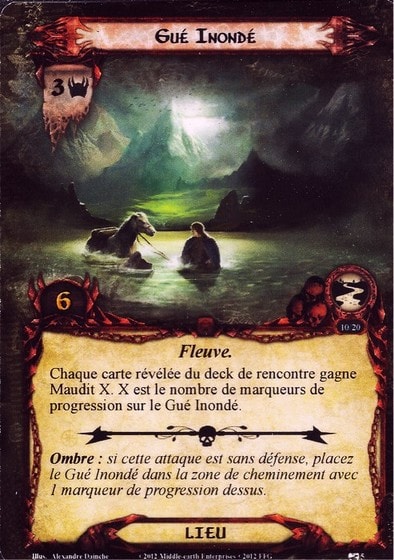 Gué Inondé
3
6
10/20
Fleuve.
Chaque carte révélée du deck de rencontre gagne
Maudit X. X est le nombre de marqueurs de
progression sur le Gué Inondé.
Ombre : si cette attaque est sans défense, placez
le Gué Inondé dans la zone de cheminement avec
1 marqueur de progression dessus.
Illus. Alexandre Dainche
©2012 Middle-earth Enterprises ©2012 FFG
5
LIEU